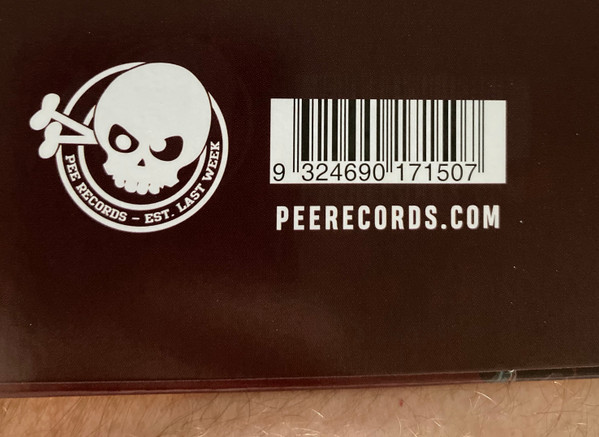 PEE RECORDS – EST. LAST WEEK
9 324690 171507
PEERECORDS.COM